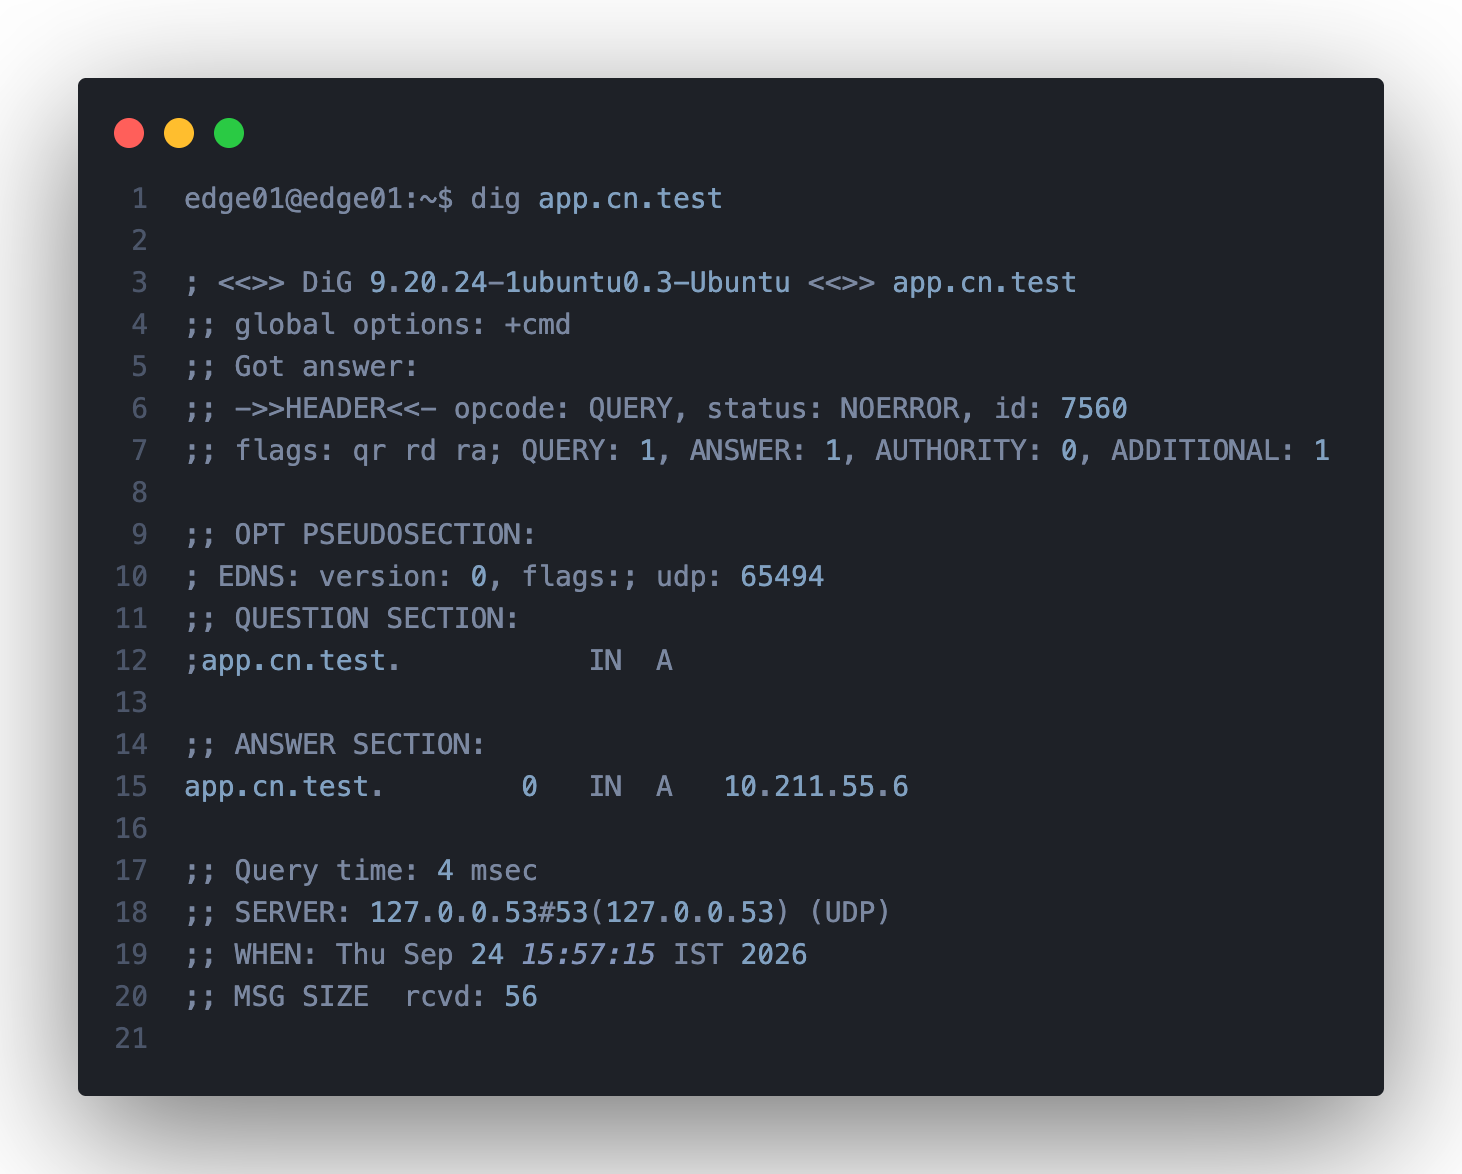 1 edge01@edge01:~$ dig app.cn.test
2
3 ; <<>> DiG 9.20.24-1ubuntu0.3-Ubuntu <<>> app.cn.test
4 ;; global options: +cmd
5 ;; Got answer:
6 ;; ->>HEADER<<- opcode: QUERY, status: NOERROR, id: 7560
7 ;; flags: qr rd ra; QUERY: 1, ANSWER: 1, AUTHORITY: 0, ADDITIONAL: 1
8
9 ;; OPT PSEUDOSECTION:
10 ; EDNS: version: 0, flags:; udp: 65494
11 ;; QUESTION SECTION:
12 ;app.cn.test.           IN  A
13
14 ;; ANSWER SECTION:
15 app.cn.test.        0   IN  A   10.211.55.6
16
17 ;; Query time: 4 msec
18 ;; SERVER: 127.0.0.53#53(127.0.0.53) (UDP)
19 ;; WHEN: Thu Sep 24 15:57:15 IST 2026
20 ;; MSG SIZE  rcvd: 56
21